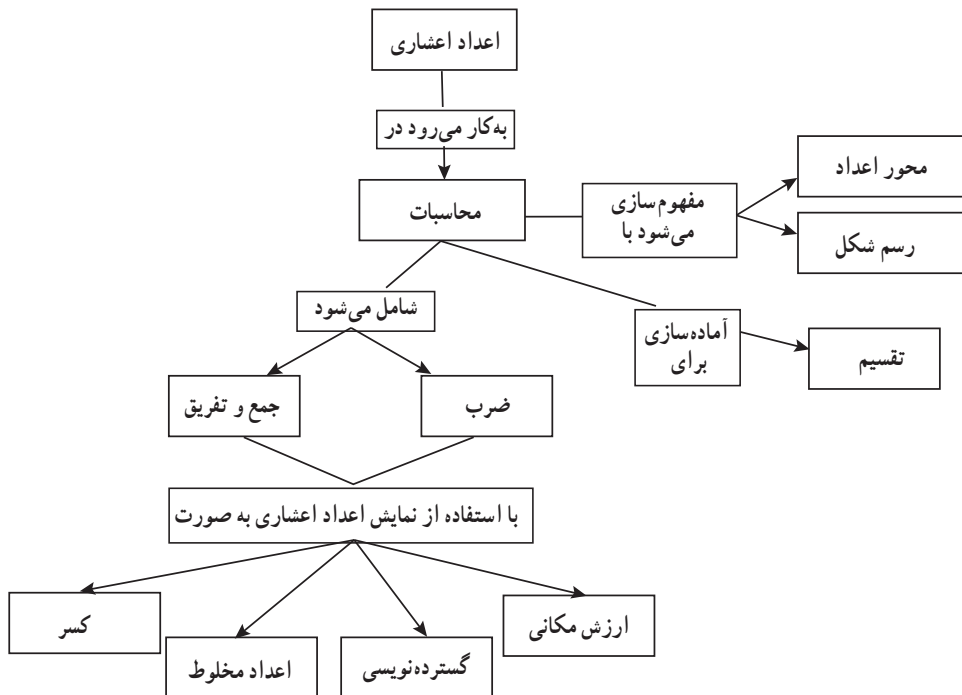 اعداد اعشاری
به‌کار می‌رود در
محاسبات
مفهوم‌سازی
می‌شود با
محور اعداد
رسم شکل
شامل می‌شود
آماده‌سازی
برای
تقسیم
جمع و تفریق
ضرب
با استفاده از نمایش اعداد اعشاری به صورت
ارزش مکانی
گسترده‌نویسی
اعداد مخلوط
کسر